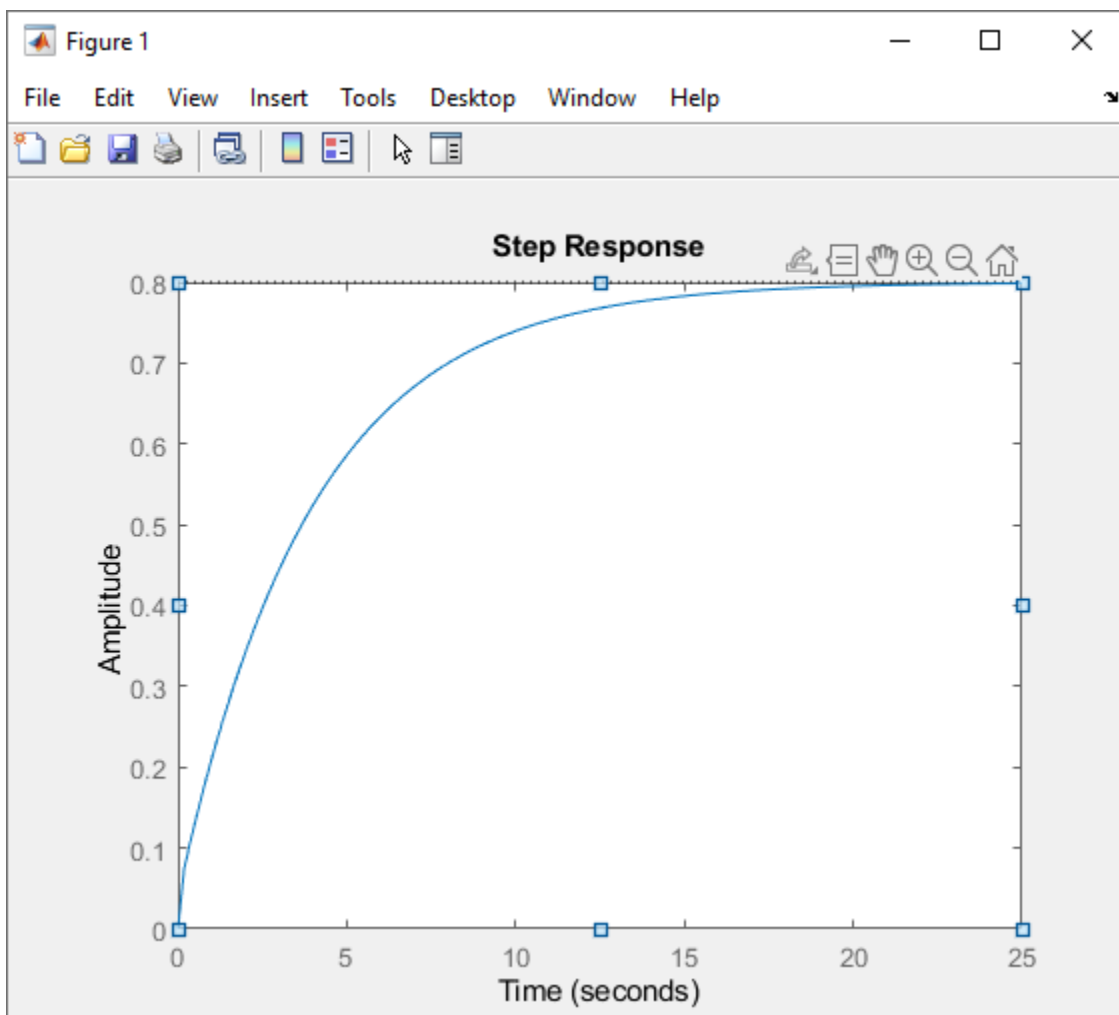 Figure 1
File Edit View Insert Tools Desktop Window Help
Step Response
0.8
0.7
0.6
0.5
0.4
0.3
0.2
0.1
0
Amplitude
0 5 10 15 20 25
Time (seconds)